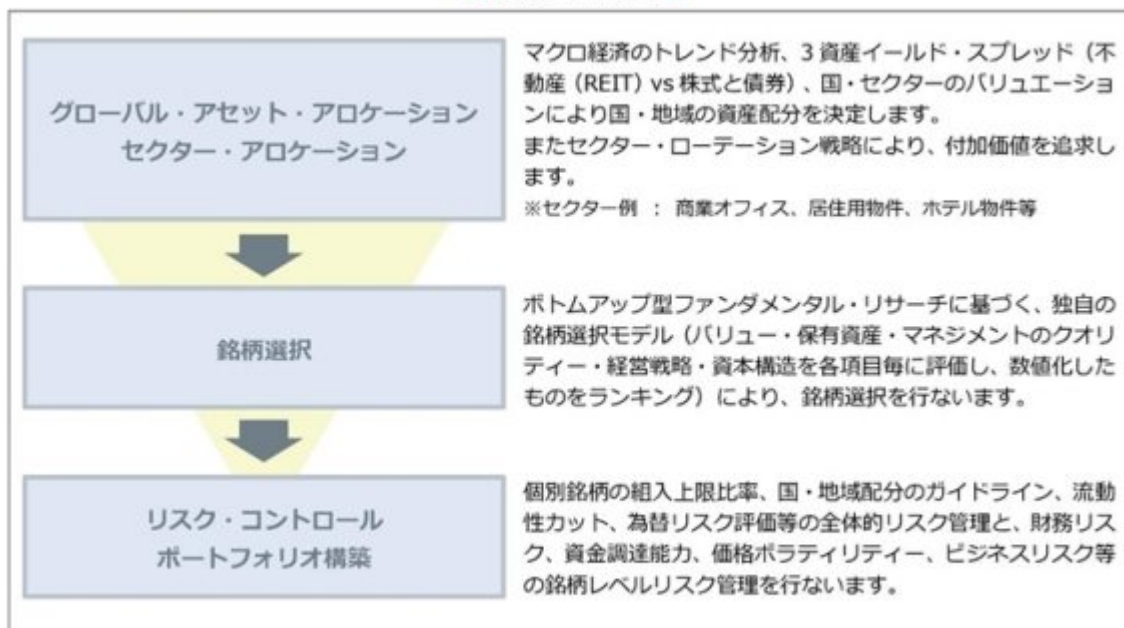 グローバル・アセット・アロケーション
セクター・アロケーション
マクロ経済のトレンド分析、3 資産イールド・スプレッド（不
動産（REIT）vs 株式と債券）、国・セクターのバリュエーショ
ンにより国・地域の資産配分を決定します。
またセクター・ローテーション戦略により、付加価値を追求し
ます。
※セクター例 ： 商業オフィス、居住用物件、ホテル物件等
銘柄選択
ボトムアップ型ファンダメンタル・リサーチに基づく、独自の
銘柄選択モデル（バリュー・保有資産・マネジメントのクオリ
ティー・経営戦略・資本構造を各項目毎に評価し、数値化した
ものをランキング）により、銘柄選択を行ないます。
リスク・コントロール
ポートフォリオ構築
個別銘柄の組入上限比率、国・地域配分のガイドライン、流動
性カット、為替リスク評価等の全体的リスク管理と、財務リス
ク、資金調達能力、価格ボラティリティー、ビジネスリスク等
の銘柄レベルリスク管理を行ないます。